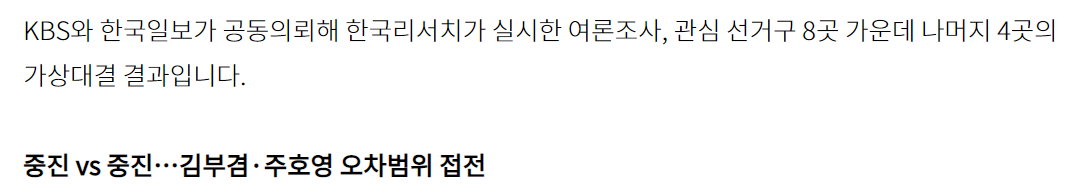 KBS와 한국일보가 공동의뢰해 한국리서치가 실시한 여론조사, 관심 선거구 8곳 가운데 나머지 4곳의
가상대결 결과입니다.
중진 vs 중진…김부겸·주호영 오차범위 접전